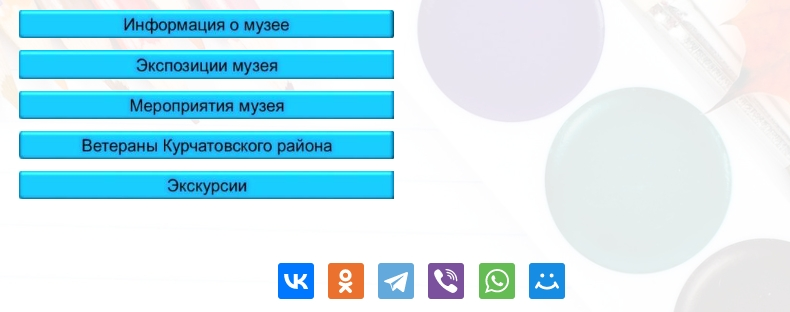 Информация о музее
Экспозиции музея
Мероприятия музея
Ветераны Курчатовского района
Экскурсии